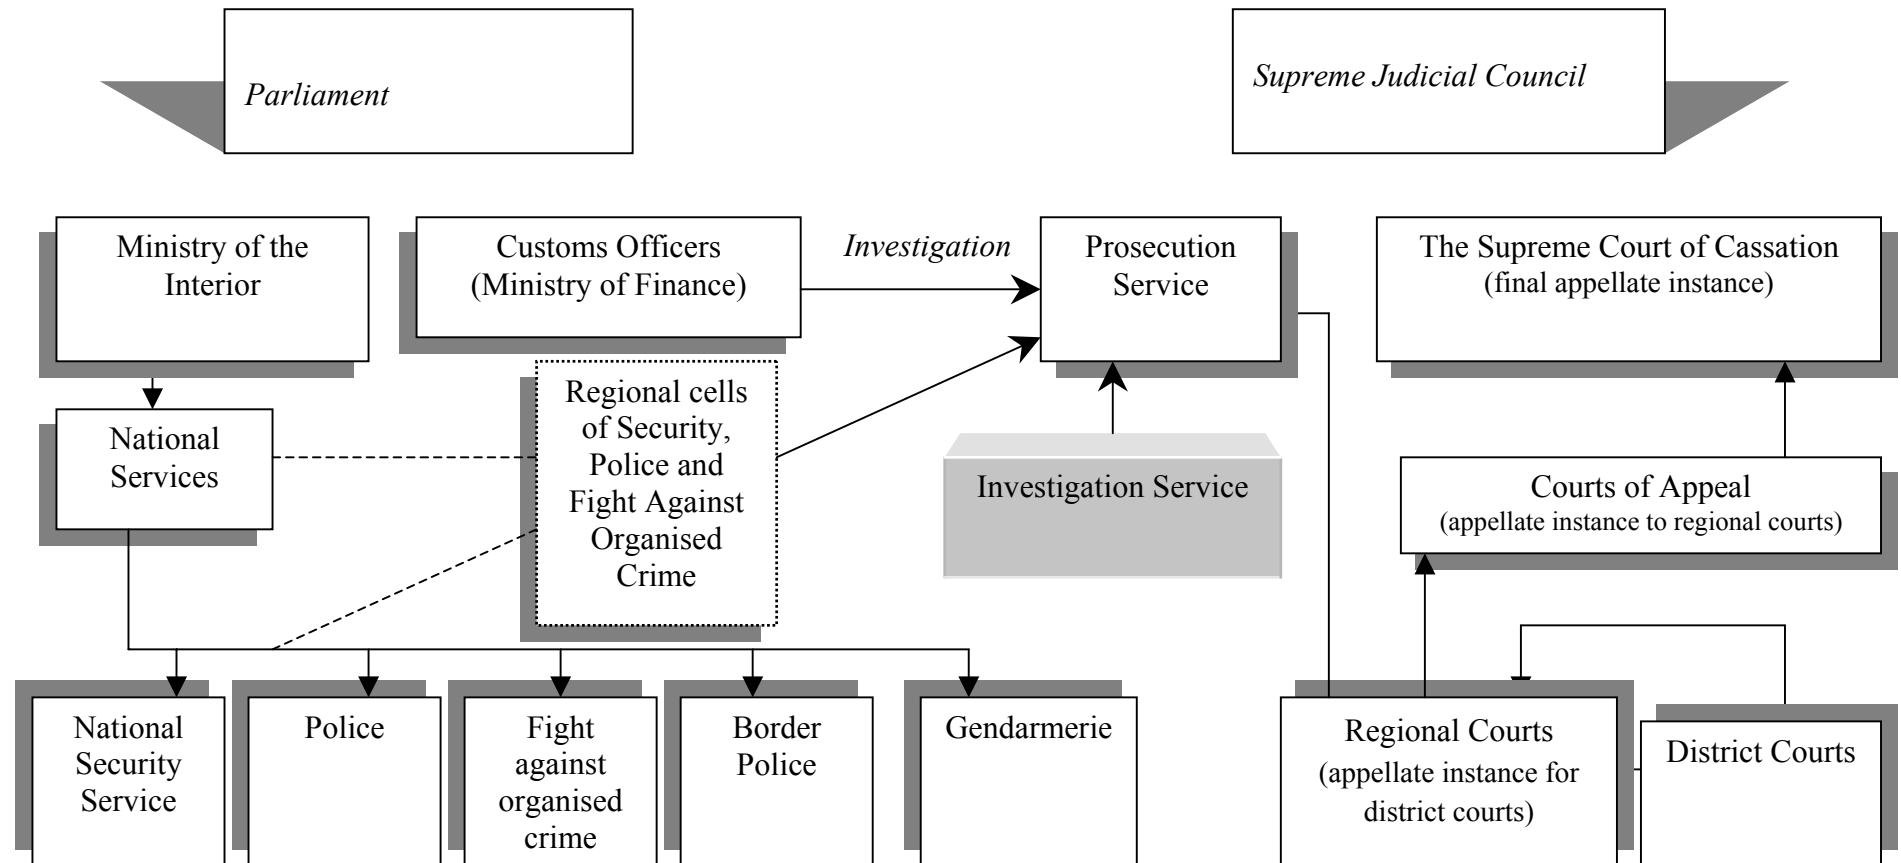 Parliament
Supreme Judicial Council
Ministry of the
Interior
Customs Officers
(Ministry of Finance)
Investigation
Prosecution
Service
The Supreme Court of Cassation
(final appellate instance)
National
Services
Regional cells
of Security,
Police and
Fight Against
Organised
Crime
Investigation Service
Courts of Appeal
(appellate instance to regional courts)
National
Security
Service
Police
Fight
against
organised
crime
Border
Police
Gendarmerie
Regional Courts
(appellate instance for
district courts)
District Courts